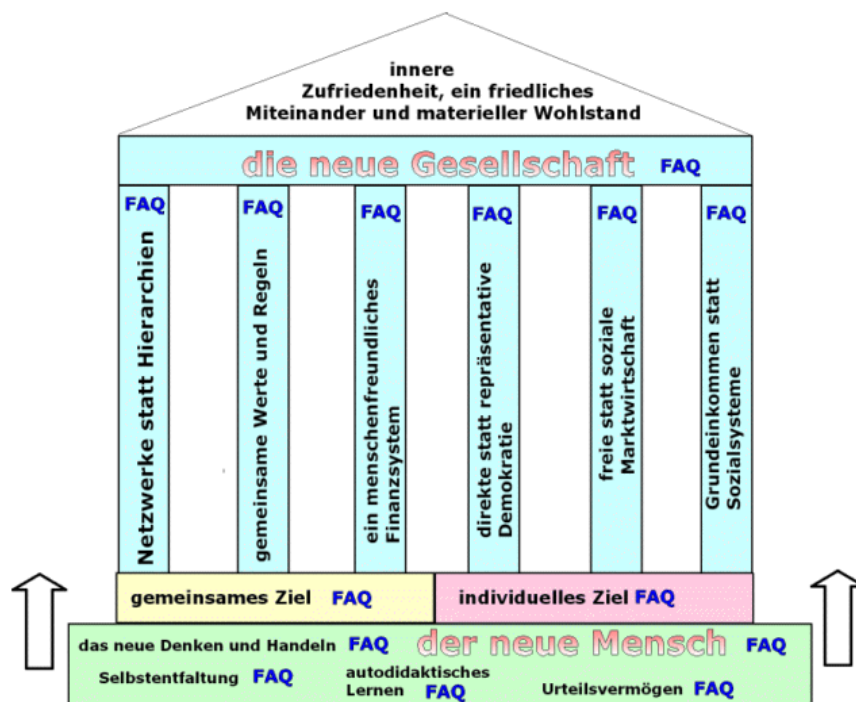 innere
Zufriedenheit, ein friedliches
Miteinander und materieller Wohlstand
die neue Gesellschaft FAQ
FAQ
Netzwerke statt Hierarchien
FAQ
gemeinsame Werte und Regeln
FAQ
ein menschenfreundliches
Finanzsystem
FAQ
direkte statt repräsentative
Demokratie
FAQ
freie statt soziale
Marktwirtschaft
FAQ
Grundeinkommen statt
Sozialsysteme
gemeinsames Ziel FAQ
individuelles Ziel FAQ
das neue Denken und Handeln FAQ
der neue Mensch FAQ
Selbstentfaltung FAQ
autodidaktisches
Lernen FAQ
Urteilsvermögen FAQ